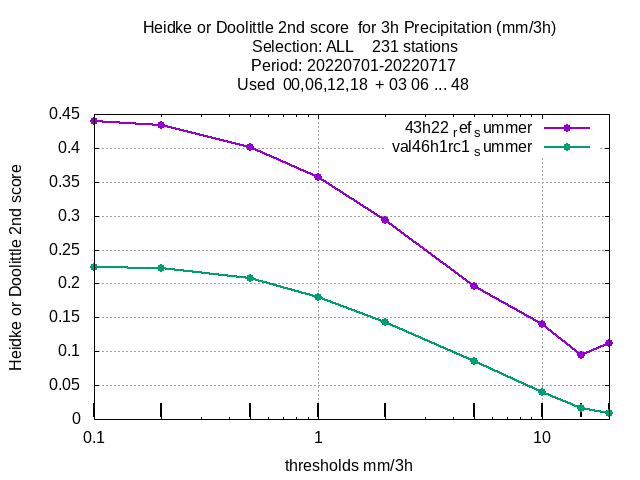 Heidke or Doolittle 2nd score  for 3h Precipitation (mm/3h)
Selection: ALL    231 stations
Period: 20220701-20220717
Used  00,06,12,18  + 03 06 ... 48
43h22 refsummer
val46h1rc1 summer
Heidke or Doolittle 2nd score
0.45
0.4
0.35
0.3
0.25
0.2
0.15
0.1
0.05
0
0.1 1 10
thresholds mm/3h